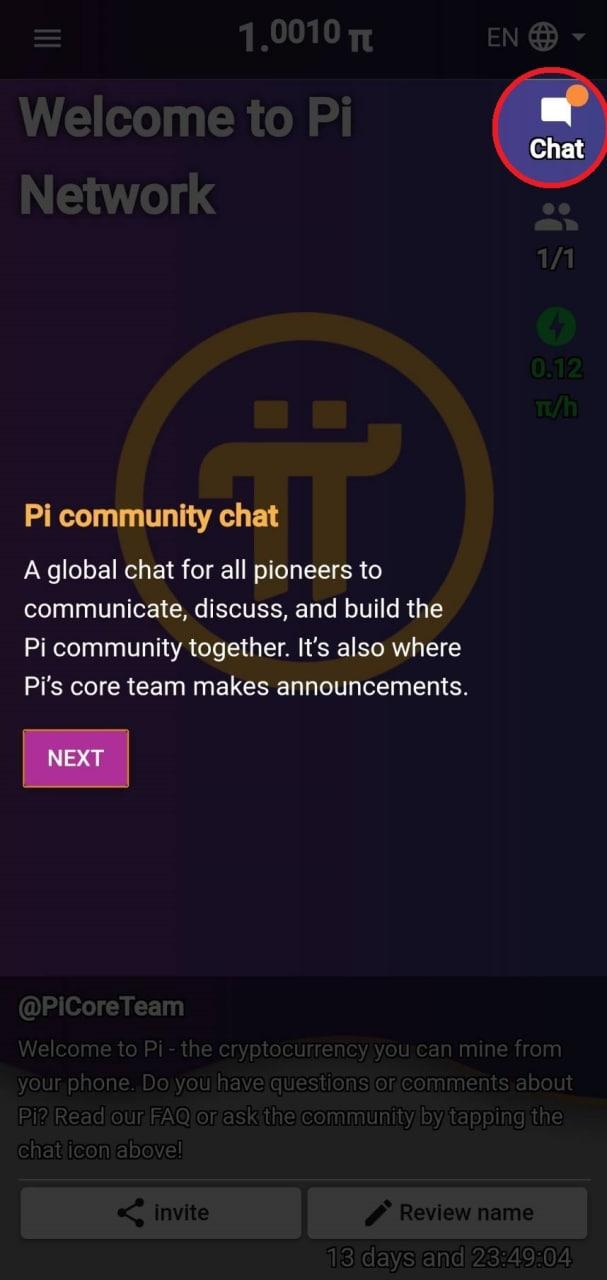 1.0010 π
EN
Welcome to Pi
Network
Chat
1/1
0.12
π/h
Pi community chat
A global chat for all pioneers to
communicate, discuss, and build the
Pi community together. It’s also where
Pi’s core team makes announcements.
NEXT
@PiCoreTeam
Welcome to Pi - the cryptocurrency you can mine from
your phone. Do you have questions or comments about
Pi? Read our FAQ or ask the community by tapping the
chat icon above!
invite
Review name
13 days and 23:49:04